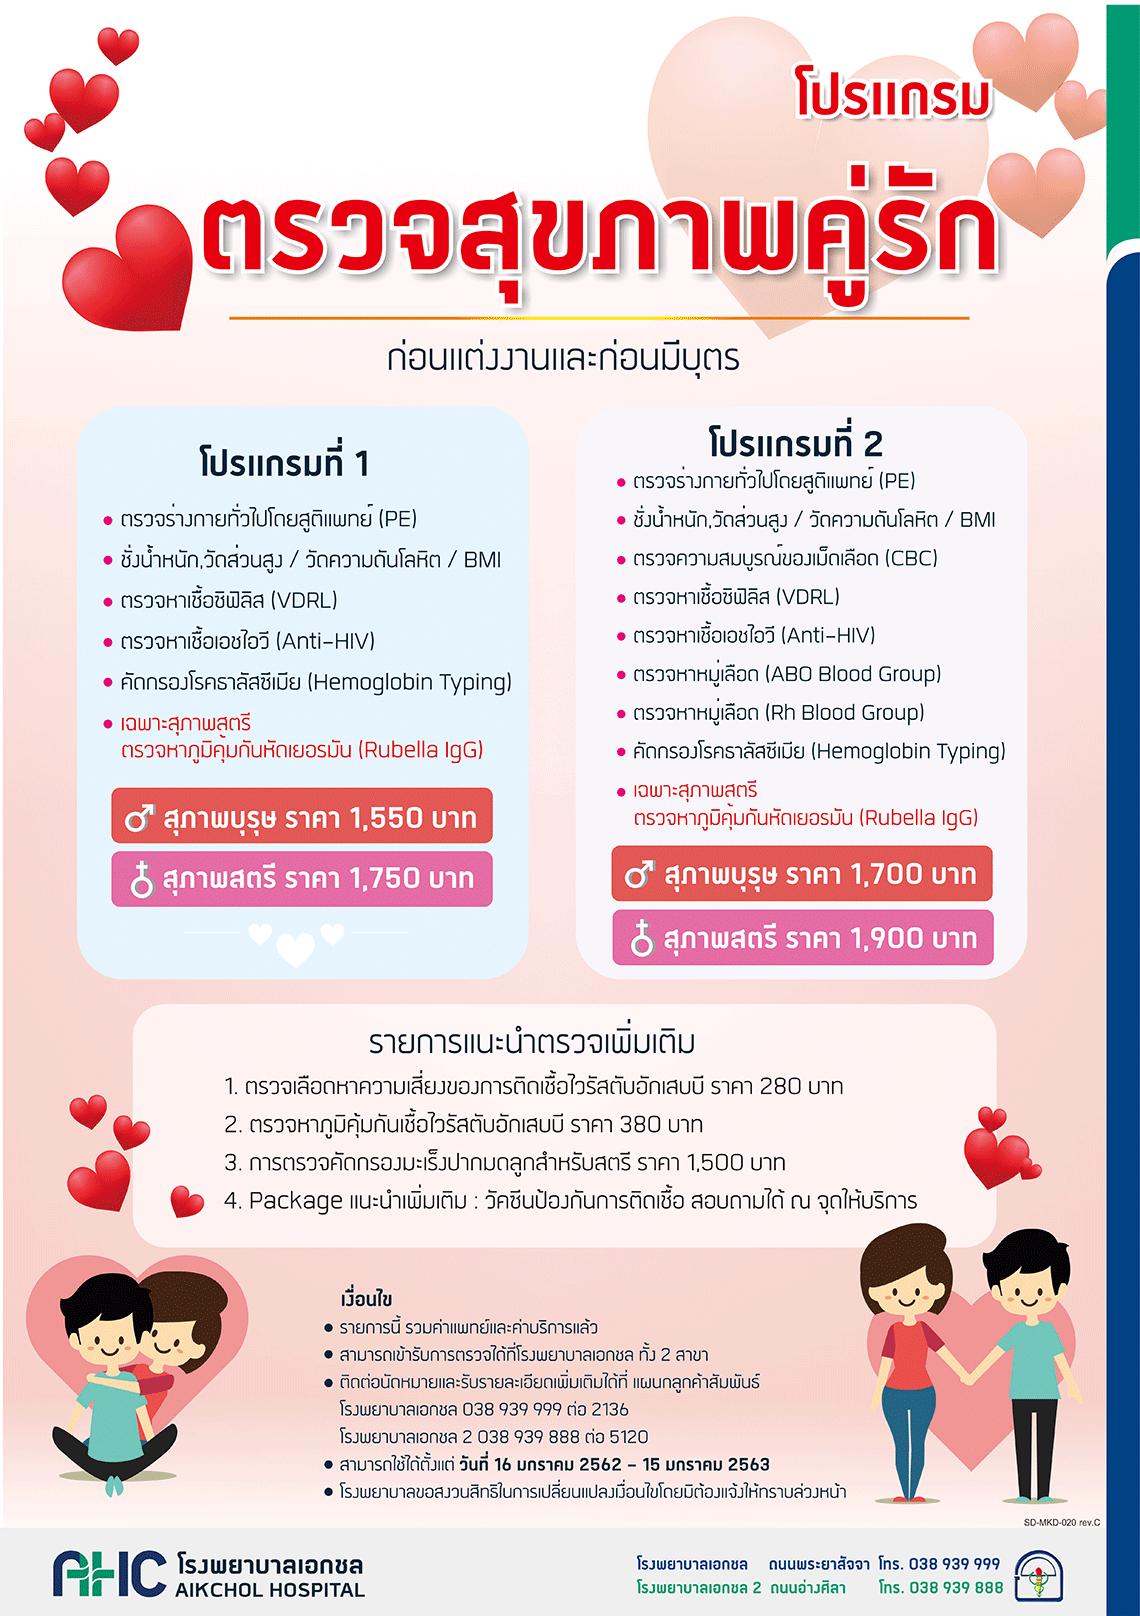 โปรแกรม
ตรวจสุขภาพคู่รัก
ก่อนแต่งงานและก่อนมีบุตร
โปรแกรมที่ 1
• ตรวจร่างกายทั่วไปโดยสูติแพทย์ (PE)
• ชั่งน้ำหนัก,วัดส่วนสูง / วัดความดันโลหิต / BMI
• ตรวจหาเชื้อซิฟิลิส (VDRL)
• ตรวจหาเชื้อเอชไอวี (Anti-HIV)
• คัดกรองโรคธาลัสซีเมีย (Hemoglobin Typing)
• เฉพาะสุภาพสตรี
ตรวจหาภูมิคุ้มกันหัดเยอรมัน (Rubella IgG)
สุภาพบุรุษ ราคา 1,550 บาท
สุภาพสตรี ราคา 1,750 บาท
โปรแกรมที่ 2
• ตรวจร่างกายทั่วไปโดยสูติแพทย์ (PE)
• ชั่งน้ำหนัก,วัดส่วนสูง / วัดความดันโลหิต / BMI
• ตรวจความสมบูรณ์ของเม็ดเลือด (CBC)
• ตรวจหาเชื้อซิฟิลิส (VDRL)
• ตรวจหาเชื้อเอชไอวี (Anti-HIV)
• ตรวจหาหมู่เลือด (ABO Blood Group)
• ตรวจหาหมู่เลือด (Rh Blood Group)
• คัดกรองโรคธาลัสซีเมีย (Hemoglobin Typing)
• เฉพาะสุภาพสตรี
ตรวจหาภูมิคุ้มกันหัดเยอรมัน (Rubella IgG)
สุภาพบุรุษ ราคา 1,700 บาท
สุภาพสตรี ราคา 1,900 บาท
รายการแนะนำตรวจเพิ่มเติม
1. ตรวจเลือดหาความเสี่ยงของการติดเชื้อไวรัสตับอักเสบบี ราคา 280 บาท
2. ตรวจหาภูมิคุ้มกันเชื้อไวรัสตับอักเสบบี ราคา 380 บาท
3. การตรวจคัดกรองมะเร็งปากมดลูกสำหรับสตรี ราคา 1,500 บาท
4. Package แนะนำเพิ่มเติม : วัคซีนป้องกันการติดเชื้อ สอบถามได้ ณ จุดให้บริการ
เงื่อนไข
• รายการนี้ รวมค่าแพทย์และค่าบริการแล้ว
• สามารถเข้ารับการตรวจได้ที่โรงพยาบาลเอกชล ทั้ง 2 สาขา
• ติดต่อนัดหมายและรับรายละเอียดเพิ่มเติมได้ที่ แผนกลูกค้าสัมพันธ์
โรงพยาบาลเอกชล 038 939 999 ต่อ 2136
โรงพยาบาลเอกชล 2 038 939 888 ต่อ 5120
• สามารถใช้ได้ตั้งแต่ วันที่ 16 มกราคม 2562 - 15 มกราคม 2563
• โรงพยาบาลขอสงวนสิทธิในการเปลี่ยนแปลงเงื่อนไขโดยมิต้องแจ้งให้ทราบล่วงหน้า
SD-MKD-020 rev.C
AHC โรงพยาบาลเอกชล
AIKCHOL HOSPITAL
โรงพยาบาลเอกชล ถนนพระยาสัจจา โทร. 038 939 999
โรงพยาบาลเอกชล 2 ถนนอ่างศิลา โทร. 038 939 888